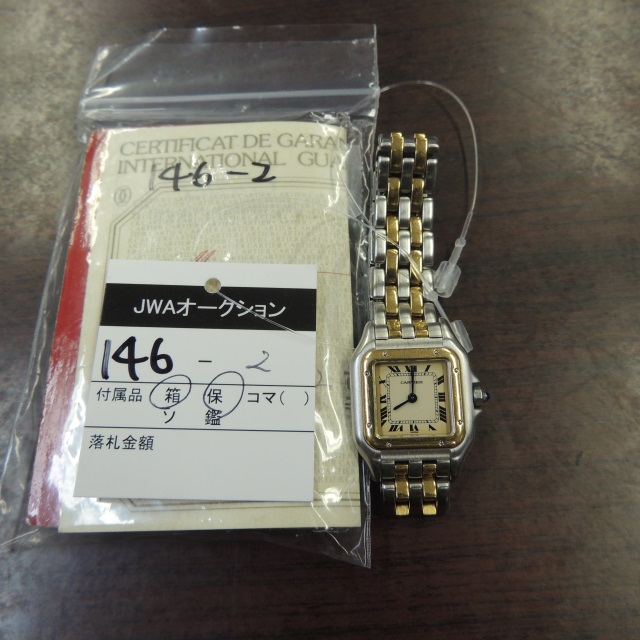 CERTIFICAT DE GARAN
INTERNATIONAL GUA
146-2
JWAオークション
146 - 2
付属品 箱 保 コマ( )
ソ 鑑
落札金額
CARTIER